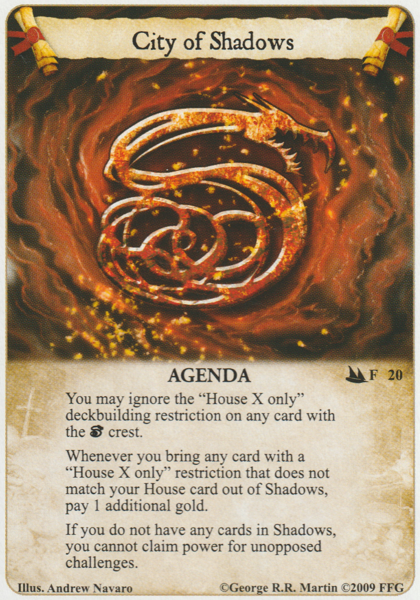 City of Shadows
AGENDA
F 20
You may ignore the “House X only”
deckbuilding restriction on any card with
the crest.
Whenever you bring any card with a
“House X only” restriction that does not
match your House card out of Shadows,
pay 1 additional gold.
If you do not have any cards in Shadows,
you cannot claim power for unopposed
challenges.
Illus. Andrew Navaro ©George R.R. Martin ©2009 FFG